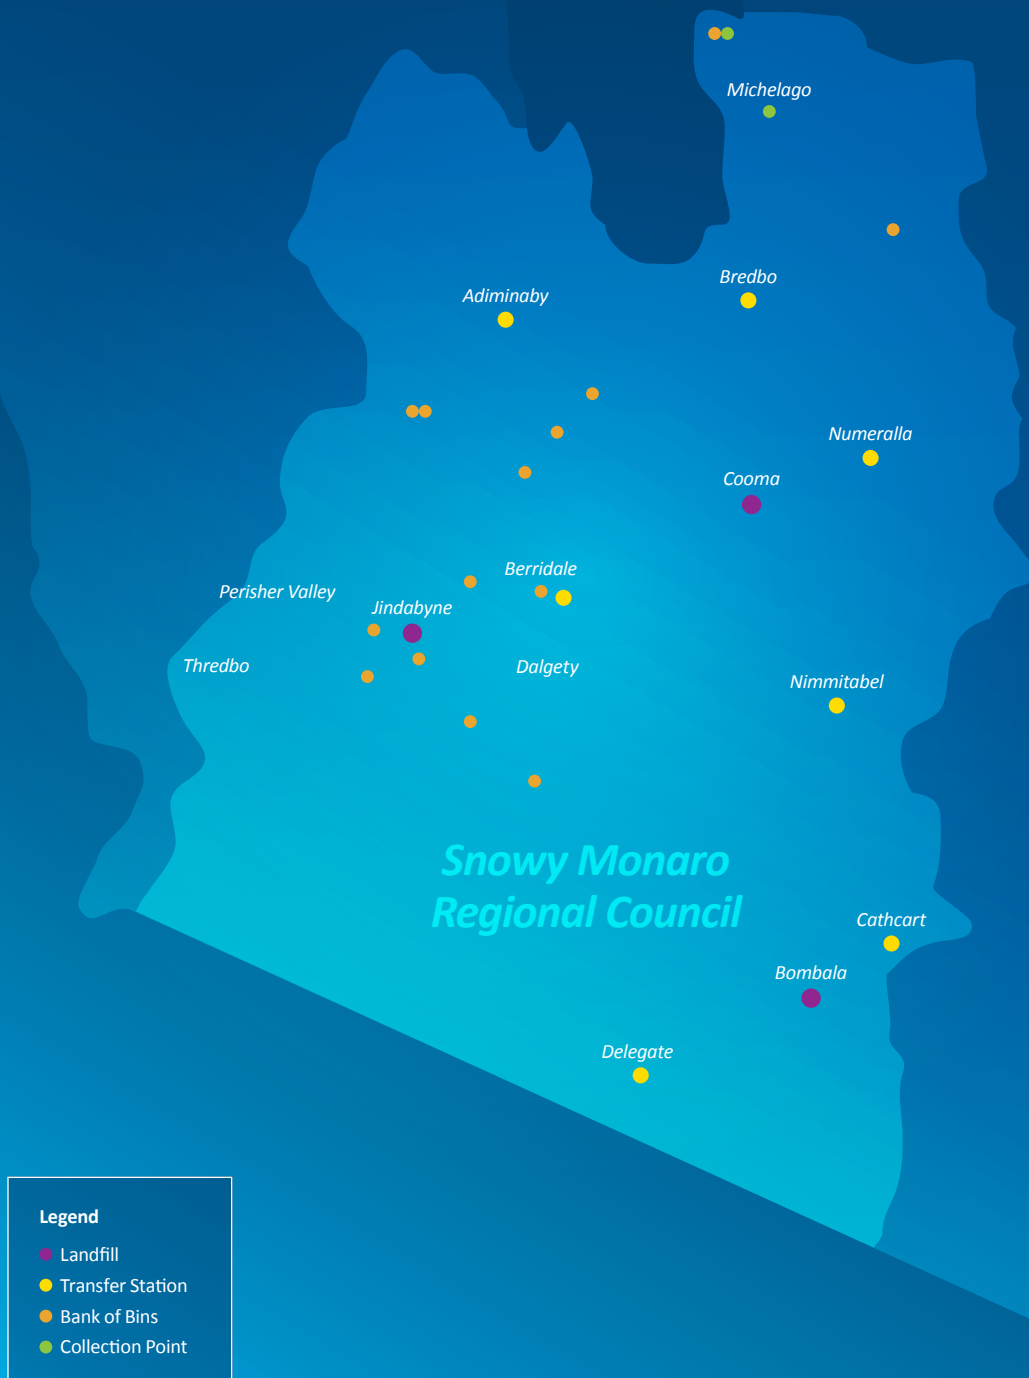 Michelago
Bredbo
Adiminaby
Numeralla
Cooma
Berridale
Perisher Valley
Jindabyne
Thredbo
Dalgety
Nimmitabel
Snowy Monaro
Regional Council
Cathcart
Bombala
Delegate
Legend
Landfill
Transfer Station
Bank of Bins
Collection Point